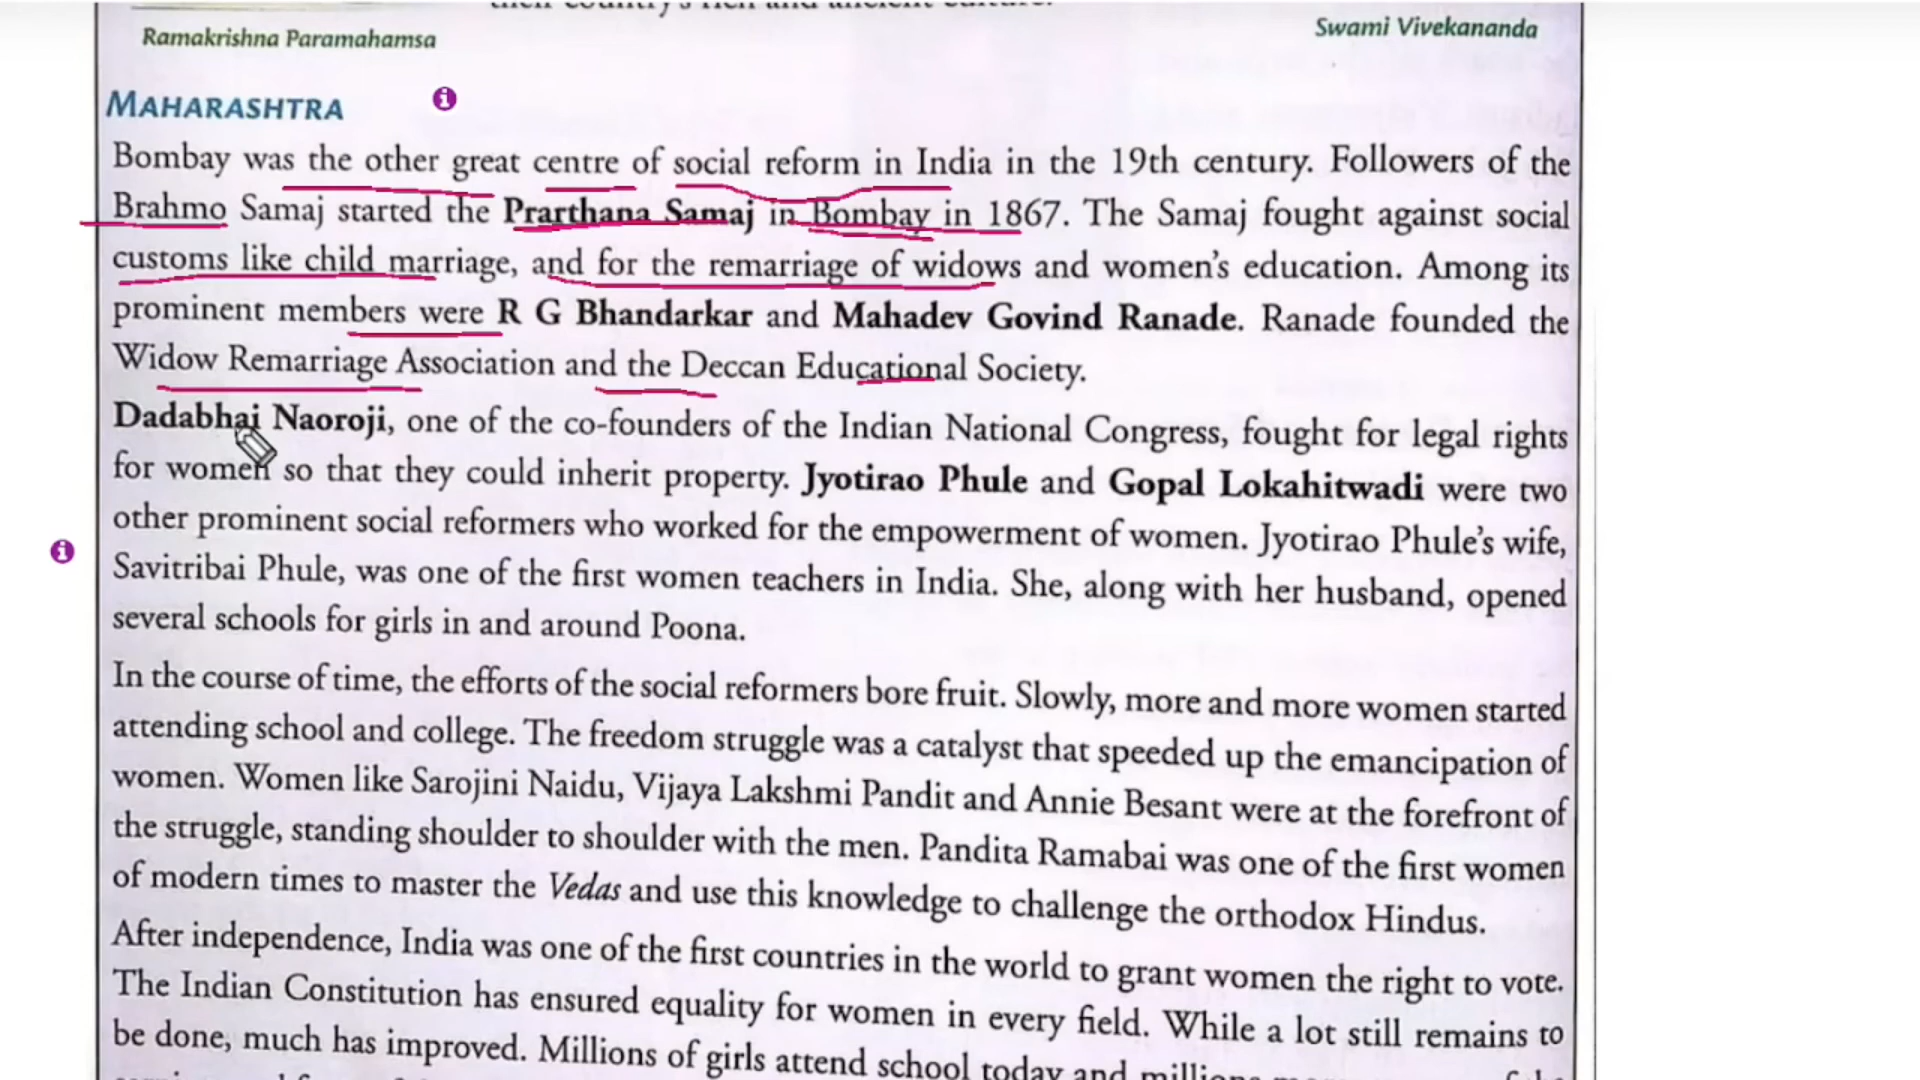 Ramakrishna Paramahamsa
Swami Vivekananda
MAHARASHTRA
Bombay was the other great centre of social reform in India in the 19th century. Followers of the
Brahmo Samaj started the Prarthana Samaj in Bombay in 1867. The Samaj fought against social
customs like child marriage, and for the remarriage of widows and women's education. Among its
prominent members were R G Bhandarkar and Mahadev Govind Ranade. Ranade founded the
Widow Remarriage Association and the Deccan Educational Society.
Dadabhai Naoroji, one of the co-founders of the Indian National Congress, fought for legal rights
for women so that they could inherit property. Jyotirao Phule and Gopal Lokahitwadi were two
other prominent social reformers who worked for the empowerment of women. Jyotirao Phule's wife,
Savitribai Phule, was one of the first women teachers in India. She, along with her husband, opened
several schools for girls in and around Poona.
In the course of time, the efforts of the social reformers bore fruit. Slowly, more and more women started
attending school and college. The freedom struggle was a catalyst that speeded up the emancipation of
women. Women like Sarojini Naidu, Vijaya Lakshmi Pandit and Annie Besant were at the forefront of
the struggle, standing shoulder to shoulder with the men. Pandita Ramabai was one of the first women
of modern times to master the Vedas and use this knowledge to challenge the orthodox Hindus.
After independence, India was one of the first countries in the world to grant women the right to vote.
The Indian Constitution has ensured equality for women in every field. While a lot still remains to
be done, much has improved. Millions of girls attend school today and millions